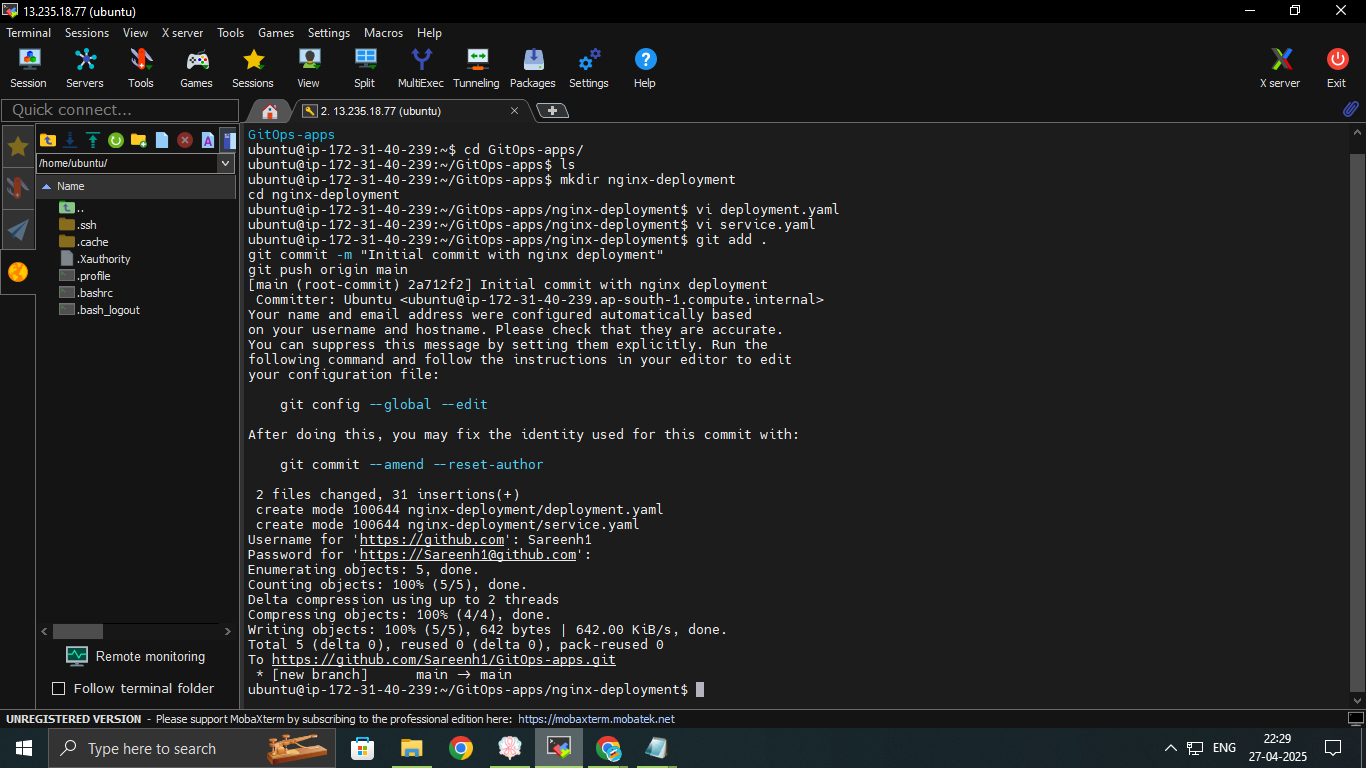 13.235.18.77 (ubuntu)
Terminal Sessions View X server Tools Games Settings Macros Help
Session Servers Tools Games Sessions View Split MultiExec Tunneling Packages Settings Help X server Exit
Quick connect...
2. 13.235.18.77 (ubuntu)
/home/ubuntu/
Name
..
.ssh
.cache
.Xauthority
.profile
.bashrc
.bash_logout
Remote monitoring
Follow terminal folder
GitOps-apps
ubuntu@ip-172-31-40-239:~$ cd GitOps-apps/
ubuntu@ip-172-31-40-239:~/GitOps-apps$ ls
ubuntu@ip-172-31-40-239:~/GitOps-apps$ mkdir nginx-deployment
cd nginx-deployment
ubuntu@ip-172-31-40-239:~/GitOps-apps/nginx-deployment$ vi deployment.yaml
ubuntu@ip-172-31-40-239:~/GitOps-apps/nginx-deployment$ vi service.yaml
ubuntu@ip-172-31-40-239:~/GitOps-apps/nginx-deployment$ git add .
git commit -m "Initial commit with nginx deployment"
git push origin main
[main (root-commit) 2a712f2] Initial commit with nginx deployment
 Committer: Ubuntu <ubuntu@ip-172-31-40-239.ap-south-1.compute.internal>
Your name and email address were configured automatically based
on your username and hostname. Please check that they are accurate.
You can suppress this message by setting them explicitly. Run the
following command and follow the instructions in your editor to edit
your configuration file:
    git config --global --edit
After doing this, you may fix the identity used for this commit with:
    git commit --amend --reset-author
 2 files changed, 31 insertions(+)
 create mode 100644 nginx-deployment/deployment.yaml
 create mode 100644 nginx-deployment/service.yaml
Username for 'https://github.com': Sareenh1
Password for 'https://Sareenh1@github.com':
Enumerating objects: 5, done.
Counting objects: 100% (5/5), done.
Delta compression using up to 2 threads
Compressing objects: 100% (4/4), done.
Writing objects: 100% (5/5), 642 bytes | 642.00 KiB/s, done.
Total 5 (delta 0), reused 0 (delta 0), pack-reused 0
To https://github.com/Sareenh1/GitOps-apps.git
 * [new branch]      main -> main
ubuntu@ip-172-31-40-239:~/GitOps-apps/nginx-deployment$
UNREGISTERED VERSION - Please support MobaXterm by subscribing to the professional edition here: https://mobaxterm.mobatek.net
Type here to search
ENG
22:29
27-04-2025